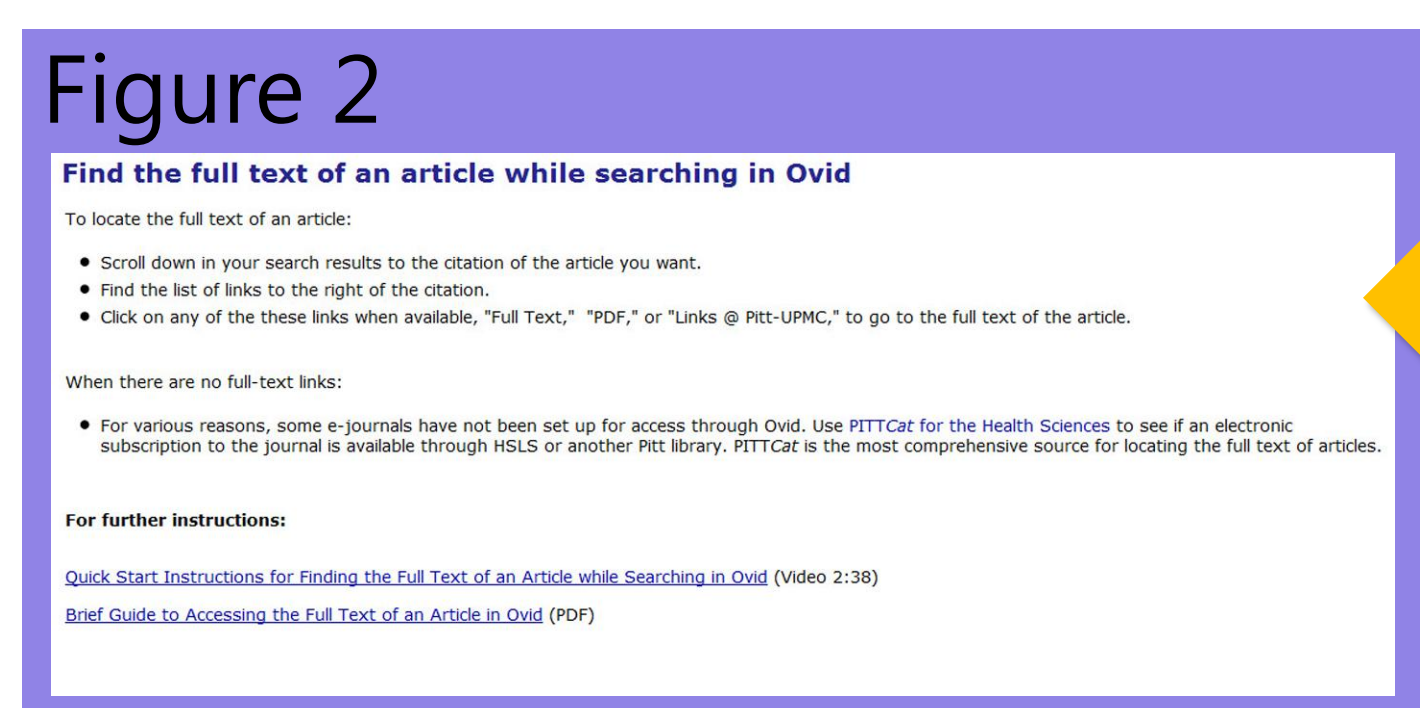 Figure 2
Find the full text of an article while searching in Ovid
To locate the full text of an article:
● Scroll down in your search results to the citation of the article you want.
● Find the list of links to the right of the citation.
● Click on any of the these links when available, "Full Text,"  "PDF," or "Links @ Pitt-UPMC," to go to the full text of the article.
When there are no full-text links:
● For various reasons, some e-journals have not been set up for access through Ovid. Use PITTCat for the Health Sciences to see if an electronic
subscription to the journal is available through HSLS or another Pitt library. PITTCat is the most comprehensive source for locating the full text of articles.
For further instructions:
Quick Start Instructions for Finding the Full Text of an Article while Searching in Ovid (Video 2:38)
Brief Guide to Accessing the Full Text of an Article in Ovid (PDF)